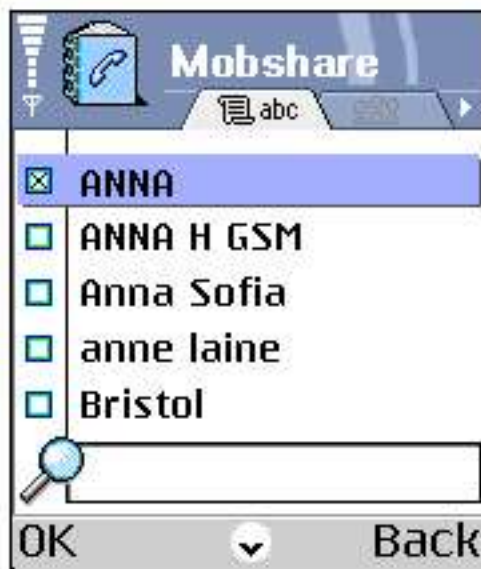 Mobshare
abc
ANNA
ANNA H GSM
Anna Sofia
anne laine
Bristol
OK Back